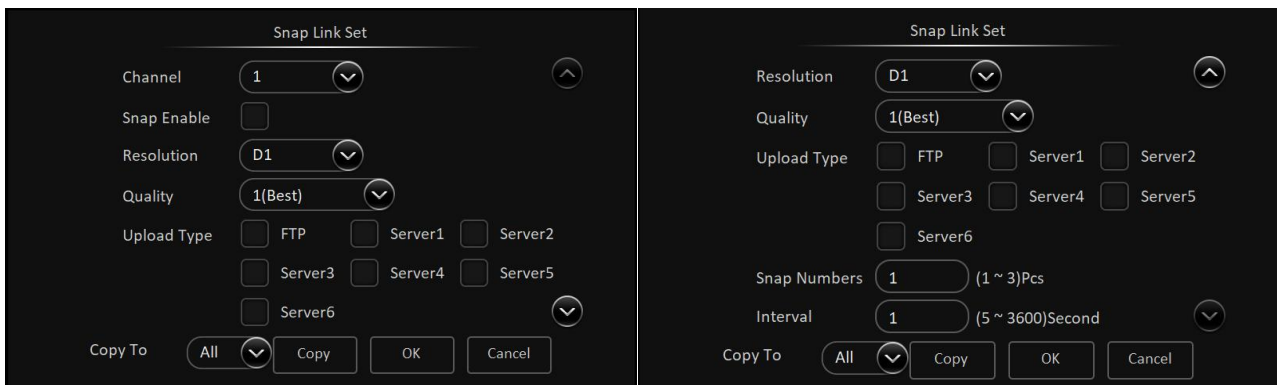 Snap Link Set
Channel 1
Snap Enable
Resolution D1
Quality 1(Best)
Upload Type FTP Server1 Server2
Server3 Server4 Server5
Server6
Copy To All Copy OK Cancel
Snap Link Set
Resolution D1
Quality 1(Best)
Upload Type FTP Server1 Server2
Server3 Server4 Server5
Server6
Snap Numbers 1 (1 ~ 3)Pcs
Interval 1 (5 ~ 3600)Second
Copy To All Copy OK Cancel